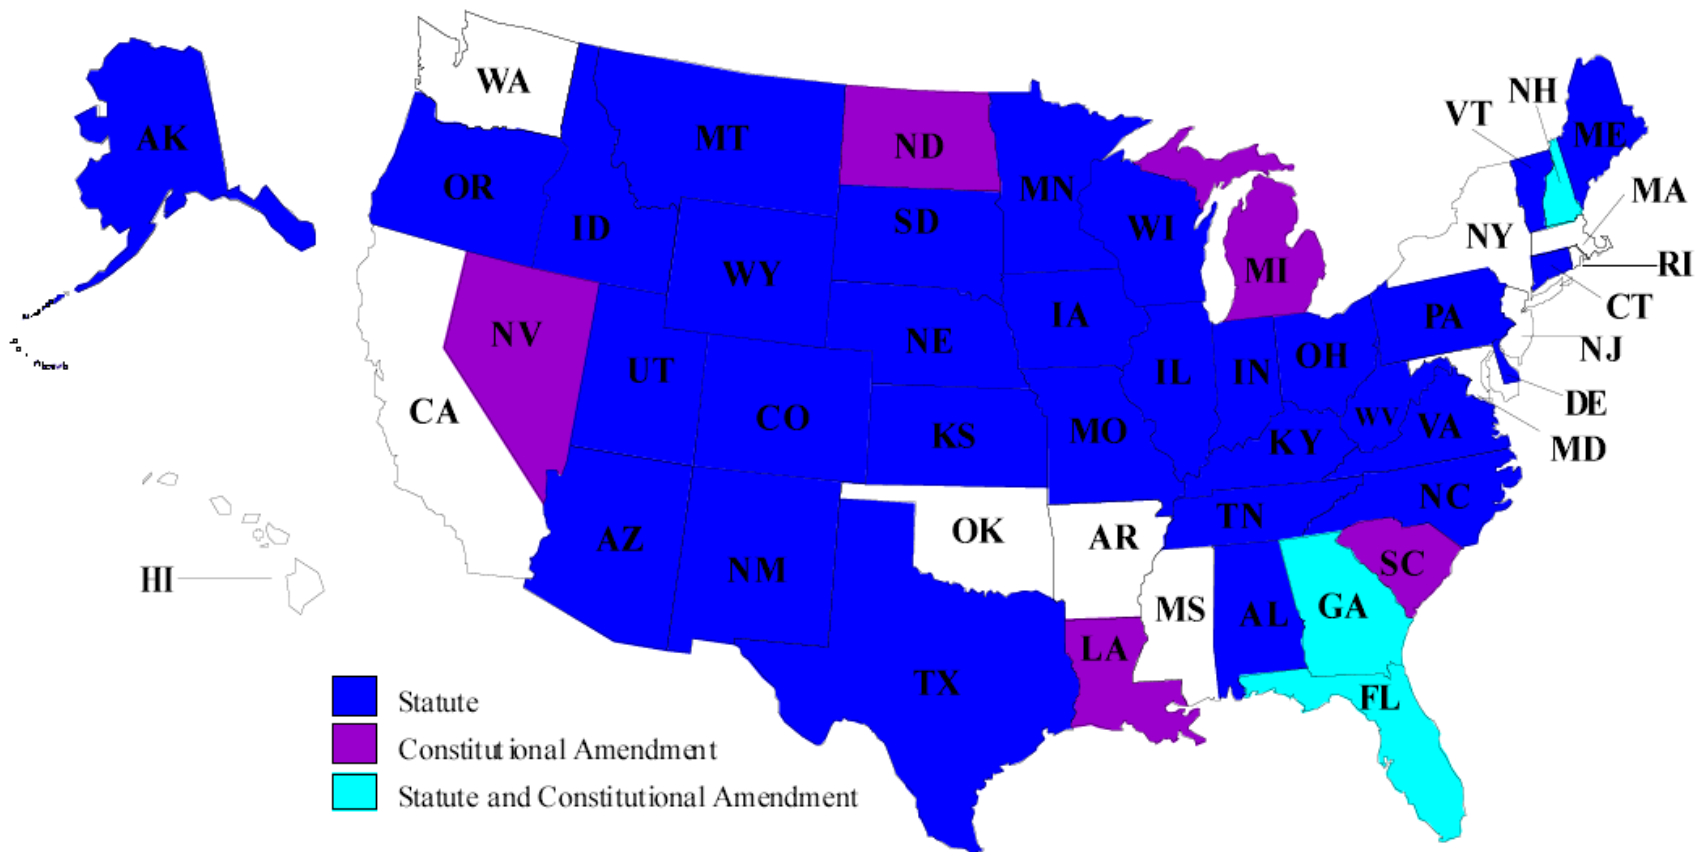 WA
NH
VT
AK
MT
ND
ME
OR
MN
MA
ID
SD
WI
NY
WY
MI
RI
CT
NV
IA
PA
NE
NJ
UT
IL
IN
OH
CA
CO
DE
KS
MO
WV
VA
KY
MD
NC
TN
AZ
OK
AR
HI
NM
SC
MS
AL
GA
LA
TX
FL
Statute
Constitutional Amendment
Statute and Constitutional Amendment